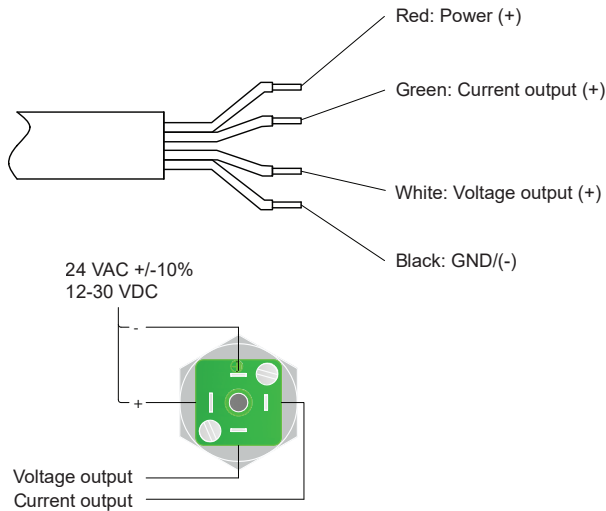 Red: Power (+)
Green: Current output (+)
White: Voltage output (+)
Black: GND/(-)
24 VAC +/-10%
12-30 VDC
-
+
Voltage output
Current output